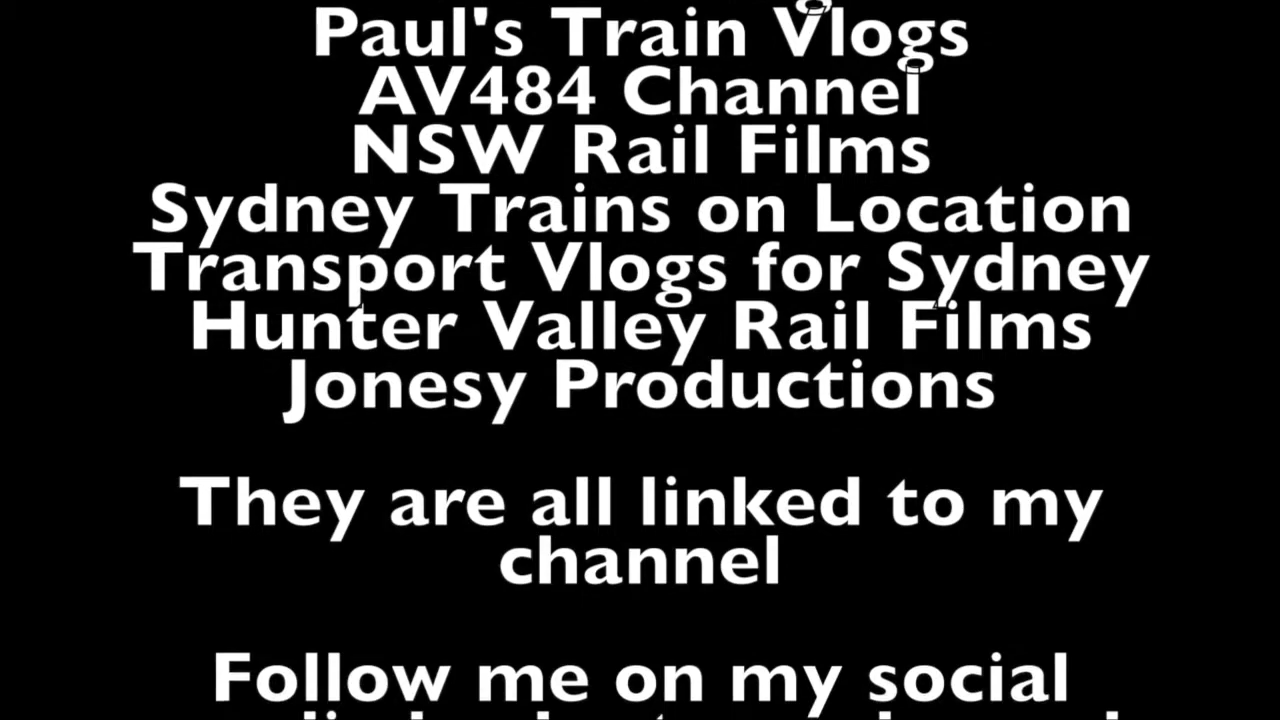 Paul's Train Vlogs
AV484 Channel
NSW Rail Films
Sydney Trains on Location
Transport Vlogs for Sydney
Hunter Valley Rail Films
Jonesy Productions
They are all linked to my
channel
Follow me on my social